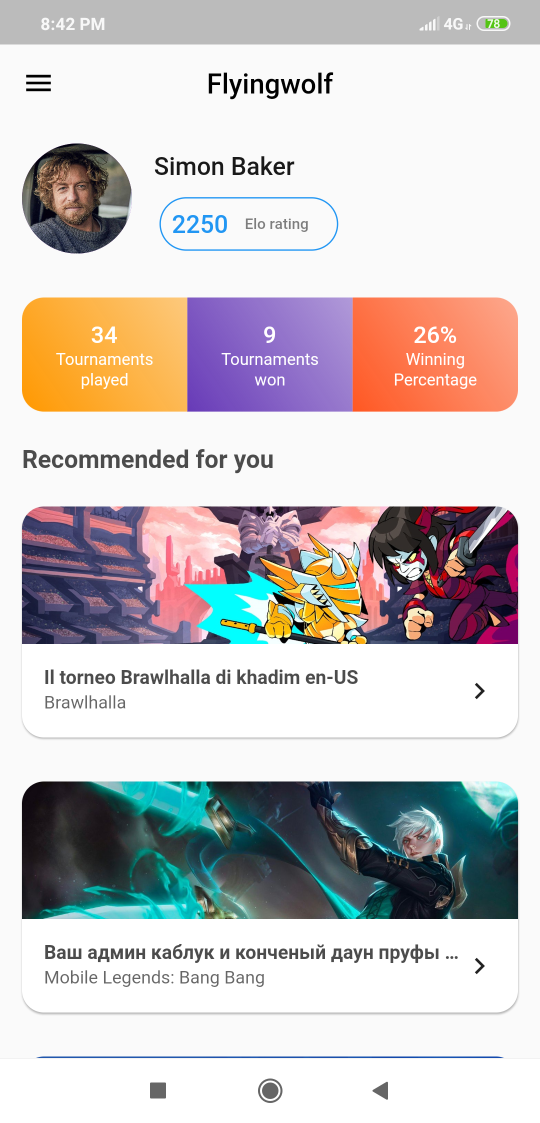 8:42 PM
4G
78
Flyingwolf
Simon Baker
2250 Elo rating
34
Tournaments
played
9
Tournaments
won
26%
Winning
Percentage
Recommended for you
Il torneo Brawlhalla di khadim en-US
Brawlhalla
Ваш админ каблук и конченый даун пруфы ...
Mobile Legends: Bang Bang